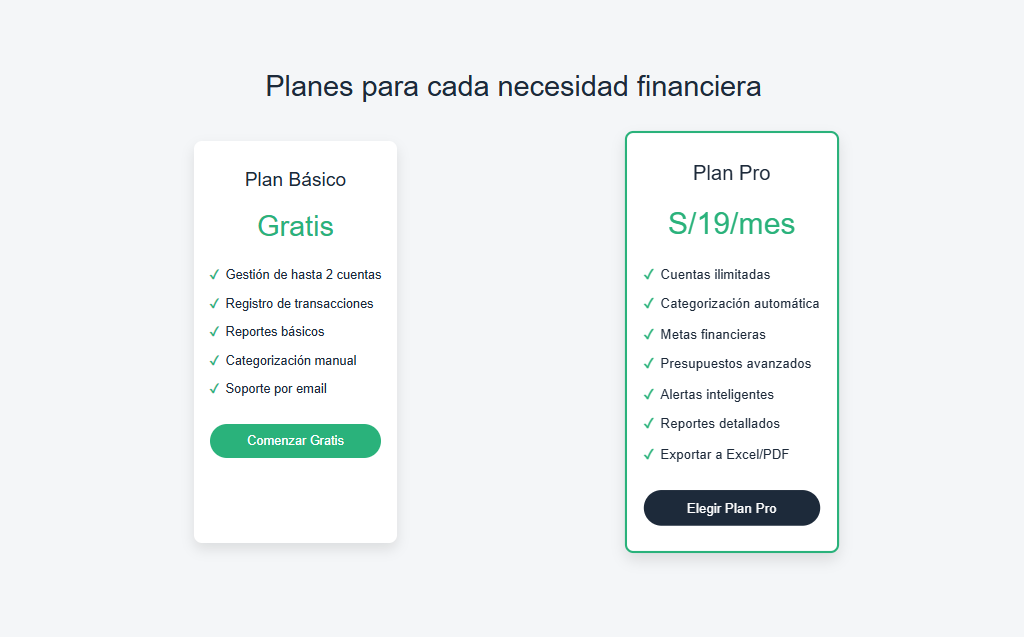 Planes para cada necesidad financiera
Plan Básico
Gratis
✓ Gestión de hasta 2 cuentas
✓ Registro de transacciones
✓ Reportes básicos
✓ Categorización manual
✓ Soporte por email
Comenzar Gratis
Plan Pro
S/19/mes
✓ Cuentas ilimitadas
✓ Categorización automática
✓ Metas financieras
✓ Presupuestos avanzados
✓ Alertas inteligentes
✓ Reportes detallados
✓ Exportar a Excel/PDF
Elegir Plan Pro